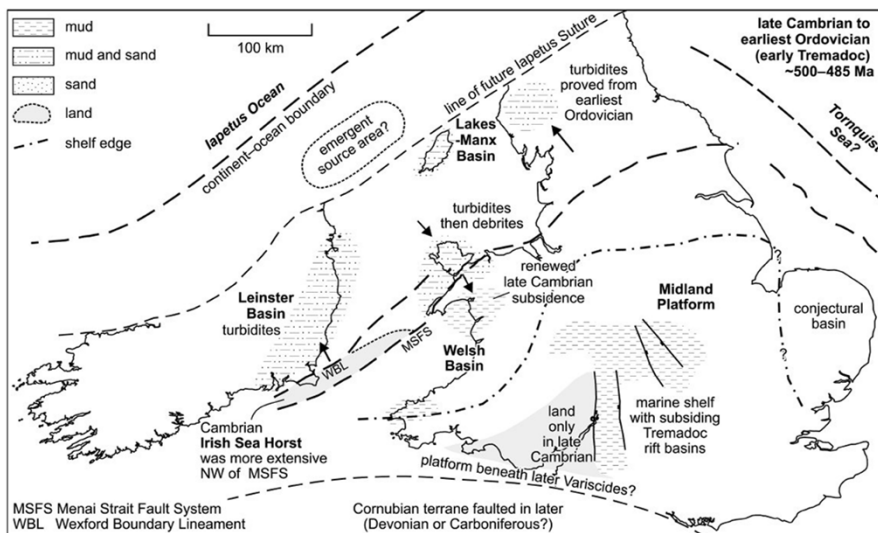 mud
mud and sand
sand
land
shelf edge
100 km
late Cambrian to
earliest Ordovician
(early Tremadoc)
~500–485 Ma
Iapetus Ocean
continent–ocean boundary
emergent
source area?
line of future Iapetus Suture
Lakes
-Manx
Basin
turbidites
proved from
earliest
Ordovician
Tornquist
Sea?
turbidites
then debrites
renewed
late Cambrian
subsidence
Midland
Platform
?
conjectural
basin
?
Leinster
Basin
turbidites
WBL
MSFS
Welsh
Basin
Cambrian
Irish Sea Horst
was more extensive
NW of MSFS
land
only
in late
Cambrian
marine shelf
with subsiding
Tremadoc
rift basins
platform beneath later Variscides?
MSFS Menai Strait Fault System
WBL Wexford Boundary Lineament
Cornubian terrane faulted in later
(Devonian or Carboniferous?)